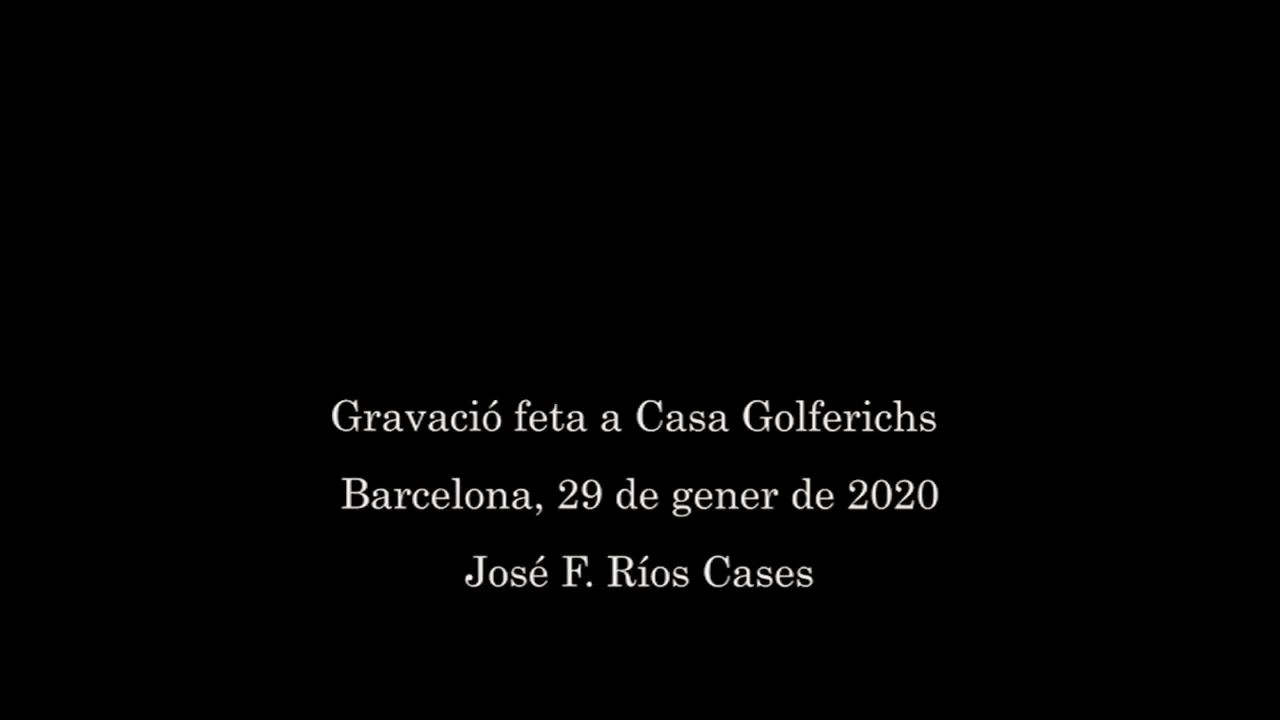 Gravació feta a Casa Golferichs
Barcelona, 29 de gener de 2020
José F. Ríos Cases